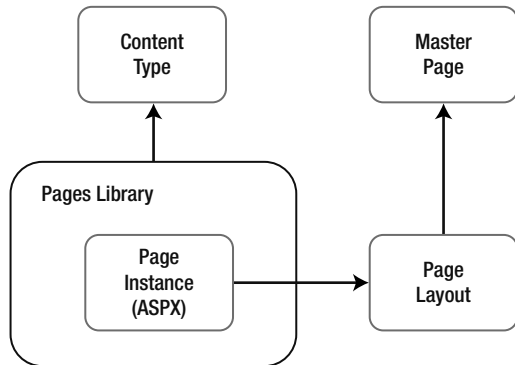 Content
Type
Master
Page
Pages Library
Page
Instance
(ASPX)
Page
Layout